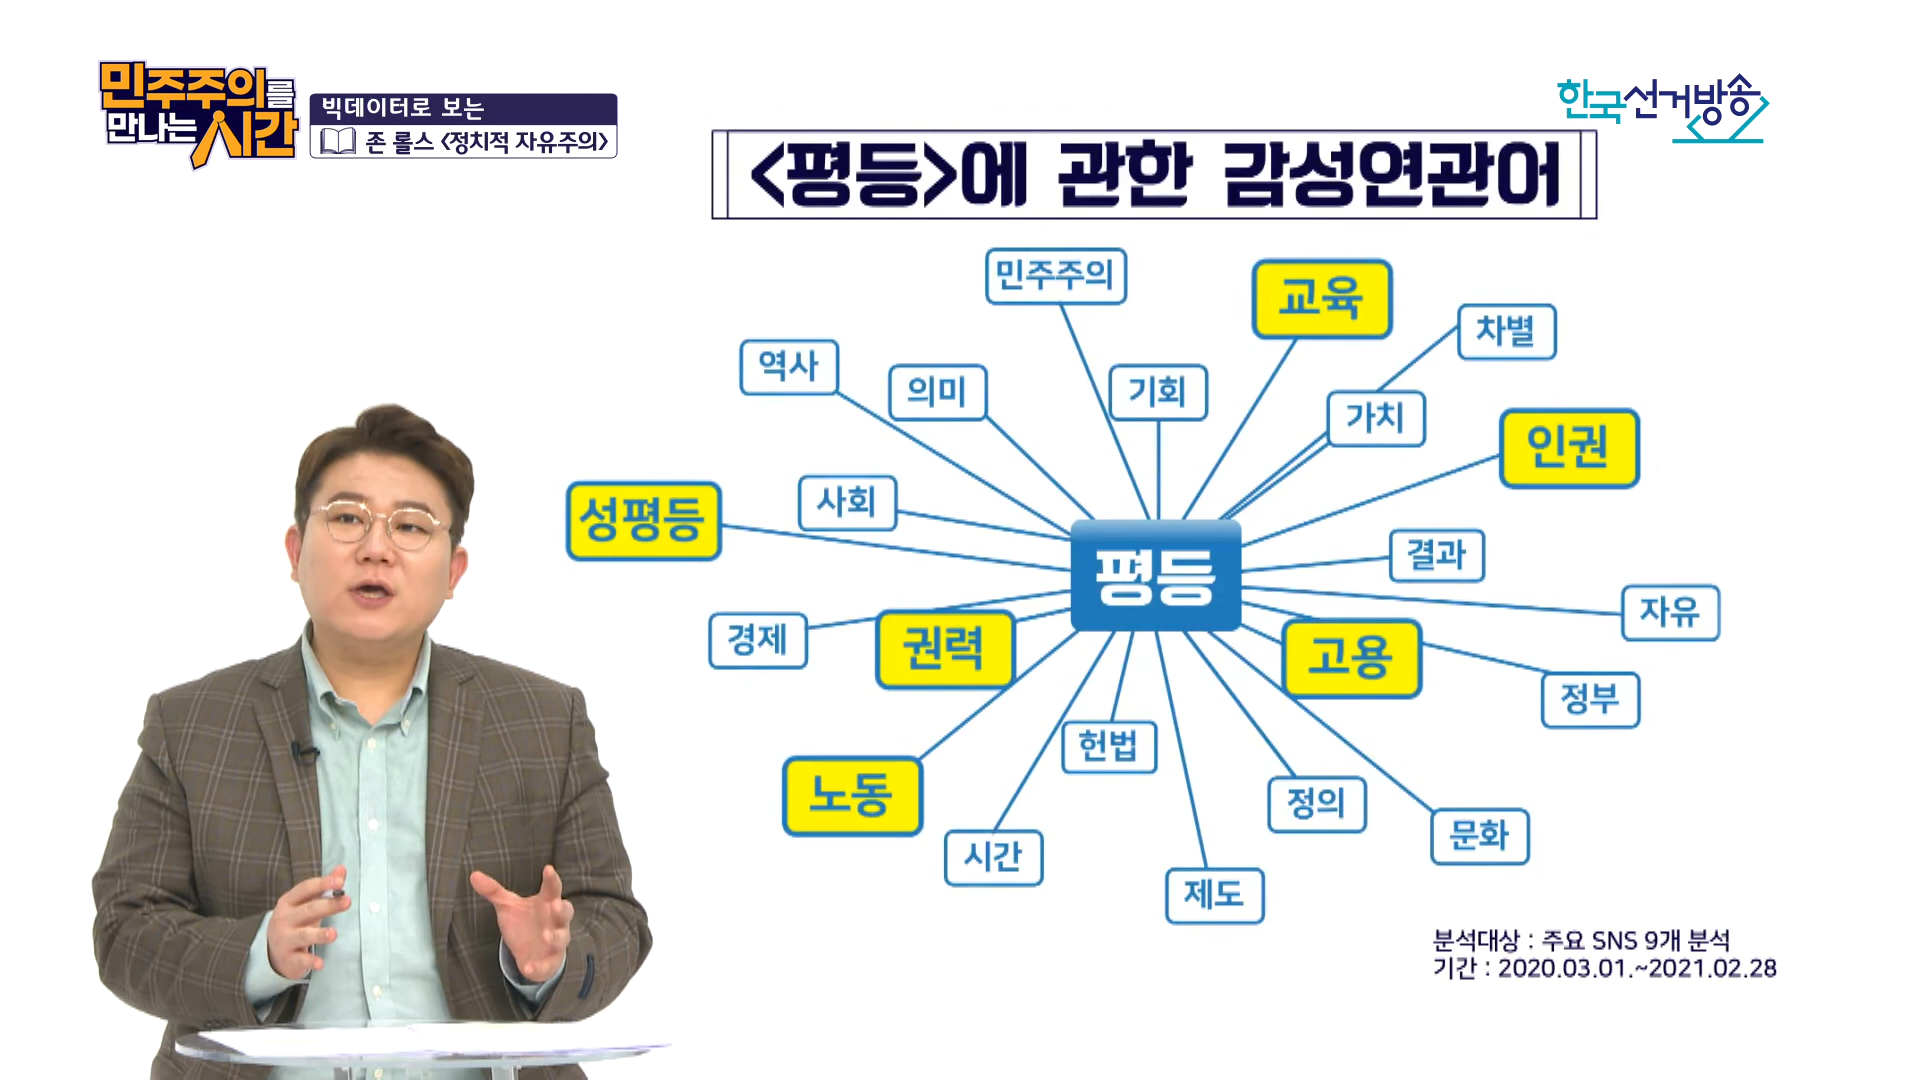 민주주의를
만나는 시간
빅데이터로 보는
존 롤스 <정치적 자유주의>
한국선거방송
<평등>에 관한 감성연관어
민주주의
교육
차별
역사
의미
기회
가치
인권
성평등
사회
평등
결과
자유
경제
권력
고용
정부
헌법
노동
정의
시간
문화
제도
분석대상 : 주요 SNS 9개 분석
기간 : 2020.03.01.~2021.02.28